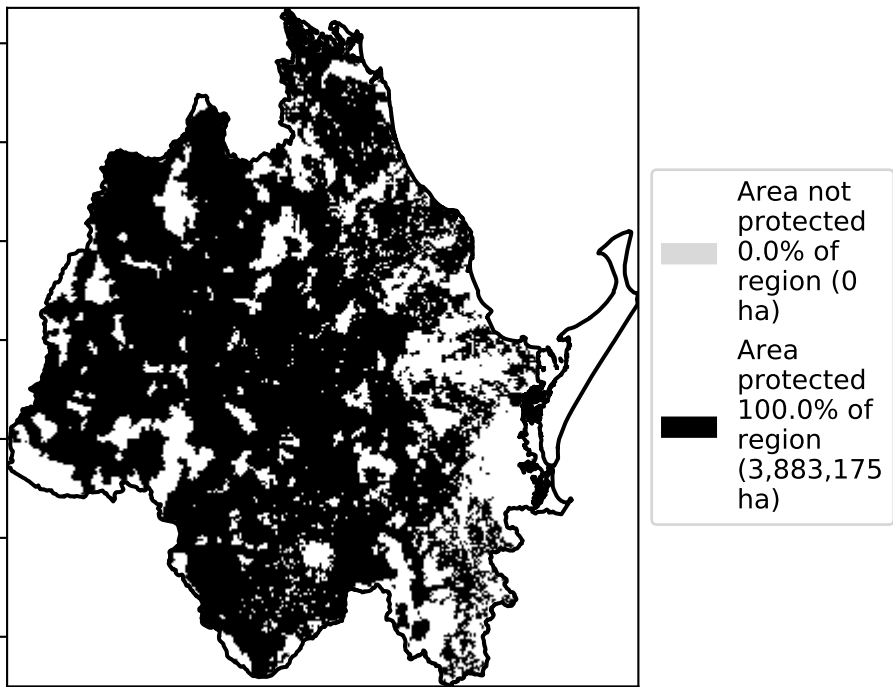 Area not
protected
0.0% of
region (0
ha)
Area
protected
100.0% of
region
(3,883,175
ha)